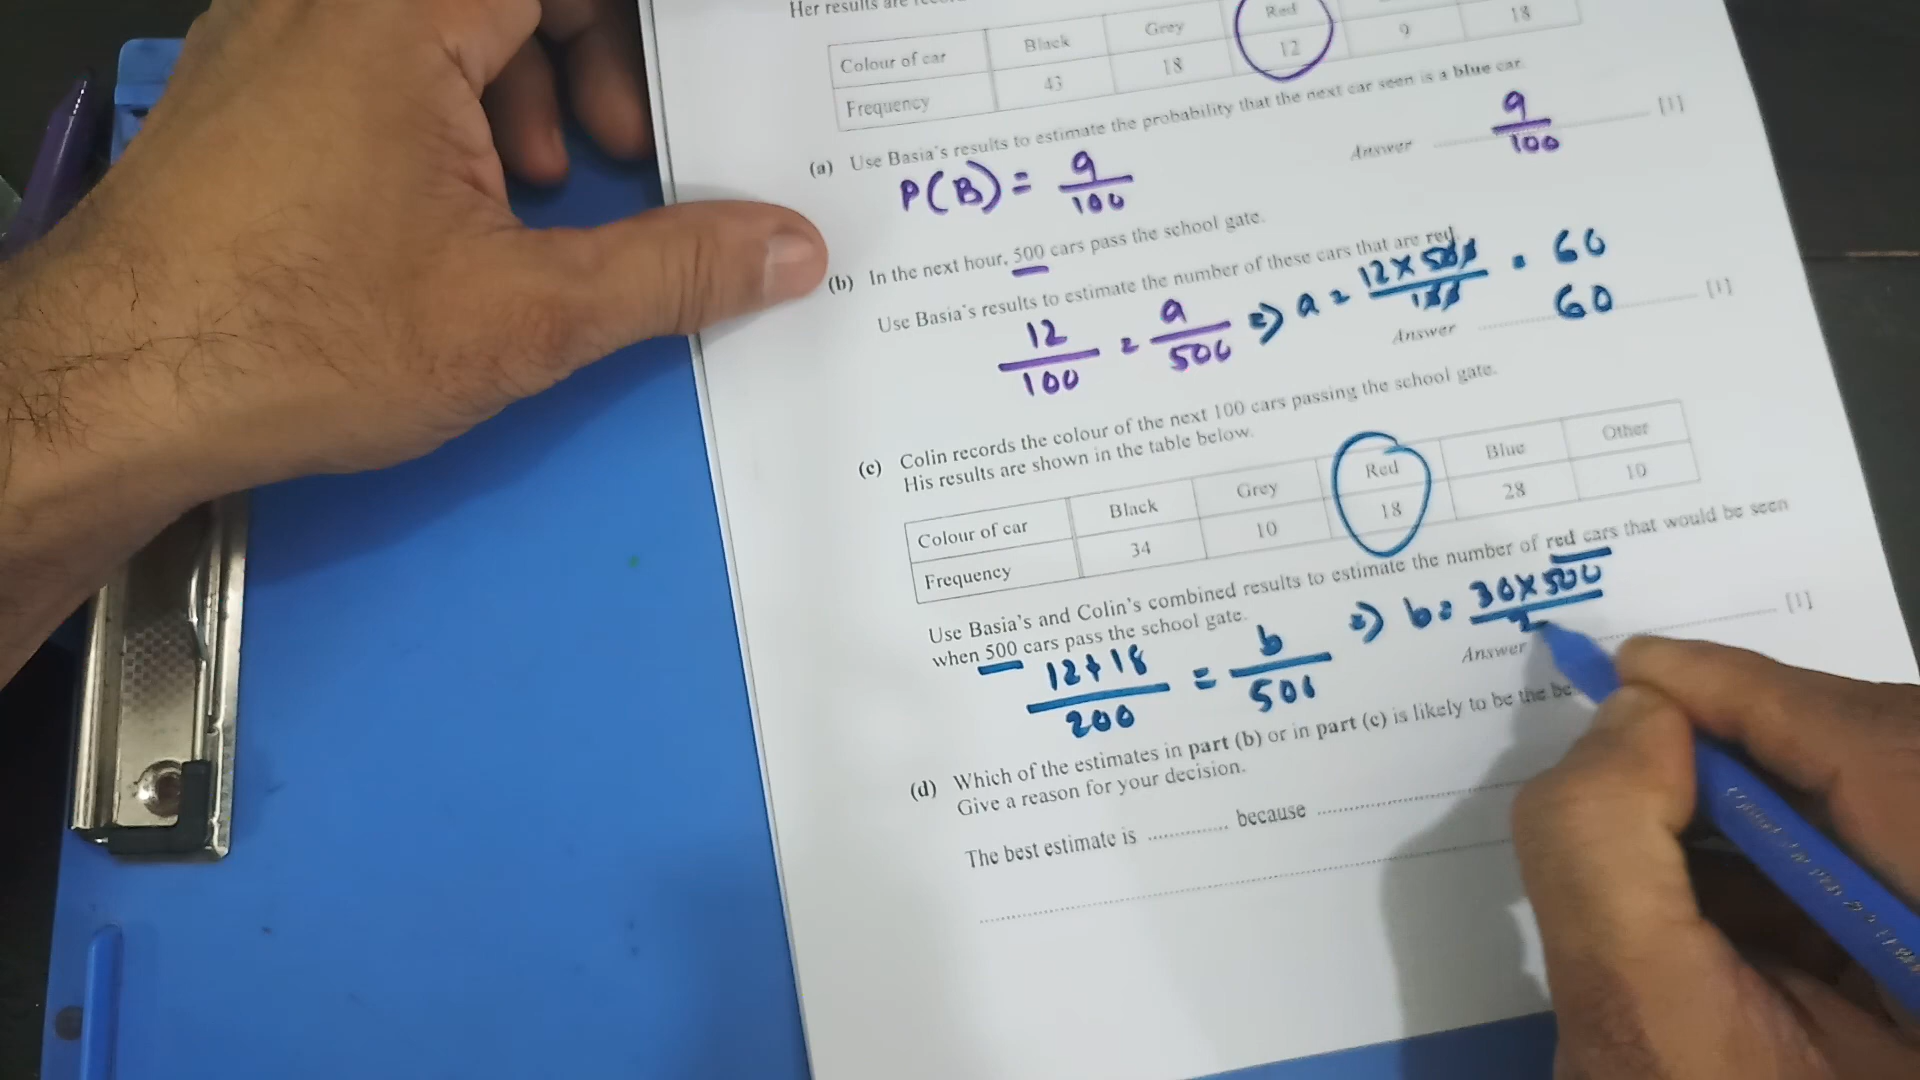 Her results are
Colour of car Black Grey Red
Frequency 43 18 12 9 18
(a) Use Basia's results to estimate the probability that the next car seen is a blue car.
P(B) = 9/100
Answer 9/100 [1]
(b) In the next hour, 500 cars pass the school gate.
Use Basia's results to estimate the number of these cars that are red.
12/100 = a/500 ⇒ a = 12 × 500/100 = 60
Answer 60 [1]
(c) Colin records the colour of the next 100 cars passing the school gate.
His results are shown in the table below.
Colour of car Black Grey Red Blue Other
Frequency 34 10 18 28 10
Use Basia's and Colin's combined results to estimate the number of red cars that would be seen
when 500 cars pass the school gate.
12+18/200 = b/500 ⇒ b = 30×500/
Answer [1]
(d) Which of the estimates in part (b) or in part (c) is likely to be the
Give a reason for your decision.
The best estimate is because